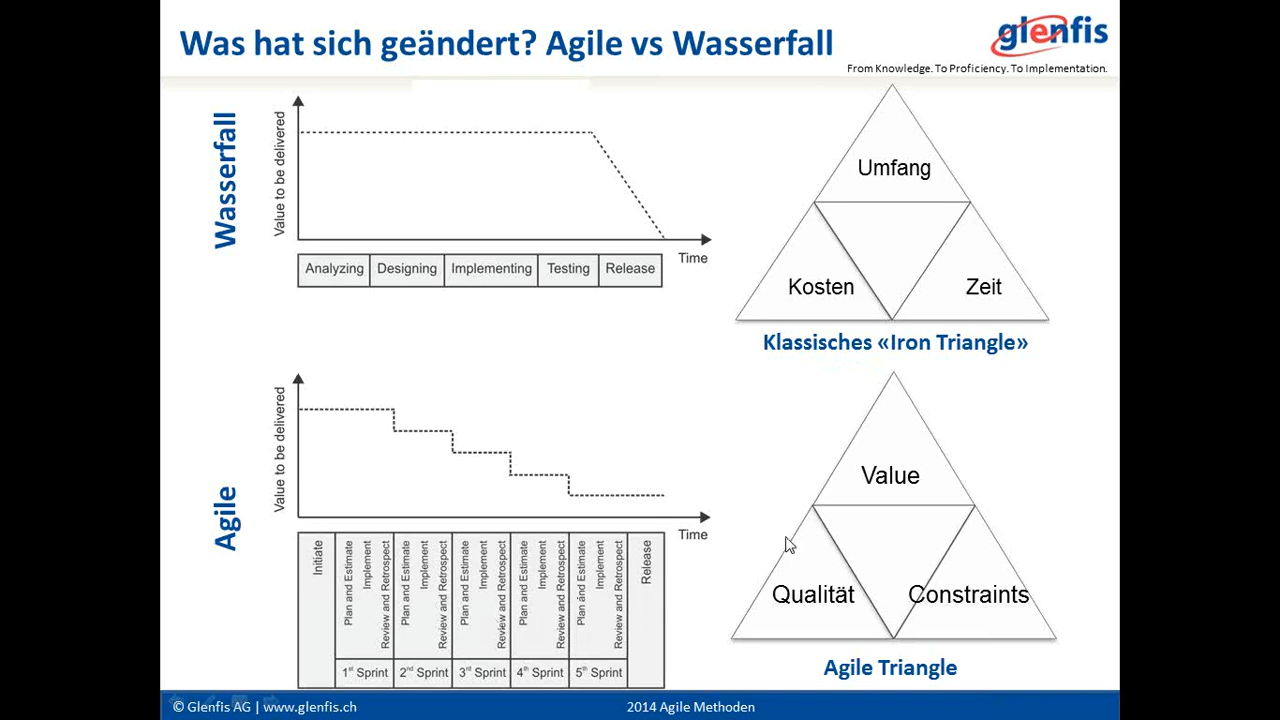 Was hat sich geändert? Agile vs Wasserfall
glenfis
From Knowledge. To Proficiency. To Implementation.
Wasserfall
Value to be delivered
Time
Analyzing
Designing
Implementing
Testing
Release
Umfang
Kosten
Zeit
Klassisches «Iron Triangle»
Agile
Value to be delivered
Time
Initiate
Plan and Estimate
Implement
Review and Retrospect
1st Sprint
Plan and Estimate
Implement
Review and Retrospect
2nd Sprint
Plan and Estimate
Implement
Review and Retrospect
3rd Sprint
Plan and Estimate
Implement
Review and Retrospect
4th Sprint
Plan and Estimate
Implement
Review and Retrospect
5th Sprint
Release
Value
Qualität
Constraints
Agile Triangle
© Glenfis AG | www.glenfis.ch
2014 Agile Methoden